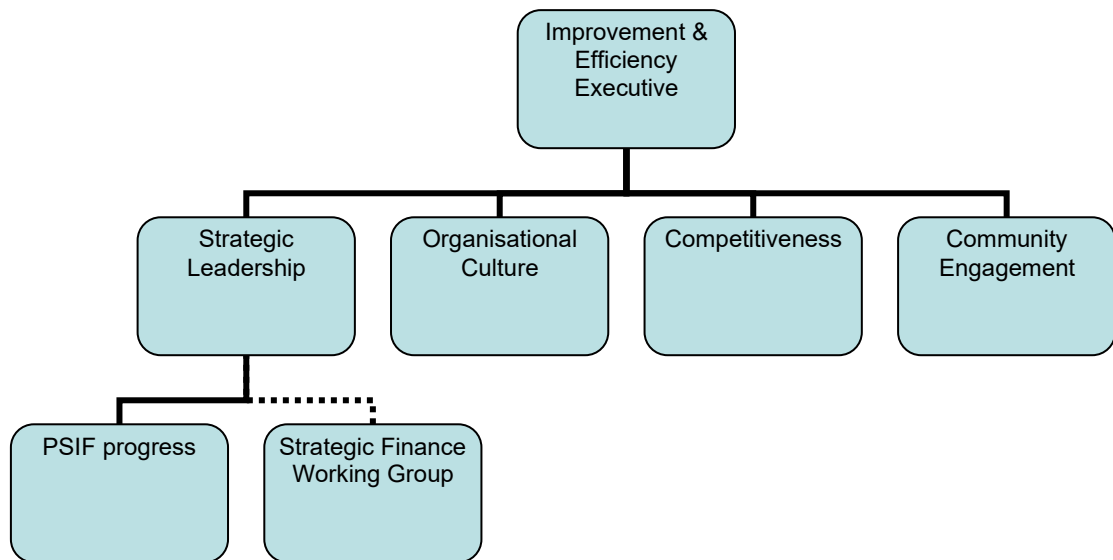 Improvement &
Efficiency
Executive
Strategic
Leadership
Organisational
Culture
Competitiveness
Community
Engagement
PSIF progress
Strategic Finance
Working Group